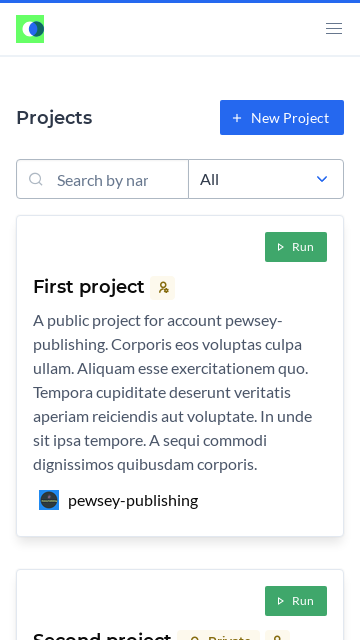 Projects
New Project
Search by nar
All
Run
First project
A public project for account pewsey-
publishing. Corporis eos voluptas culpa
ullam. Aliquam esse exercitationem quo.
Tempora cupiditate deserunt veritatis
aperiam reiciendis aut voluptate. In unde
sit ipsa tempore. A sequi commodi
dignissimos quibusdam corporis.
pewsey-publishing
Run
Second project Private